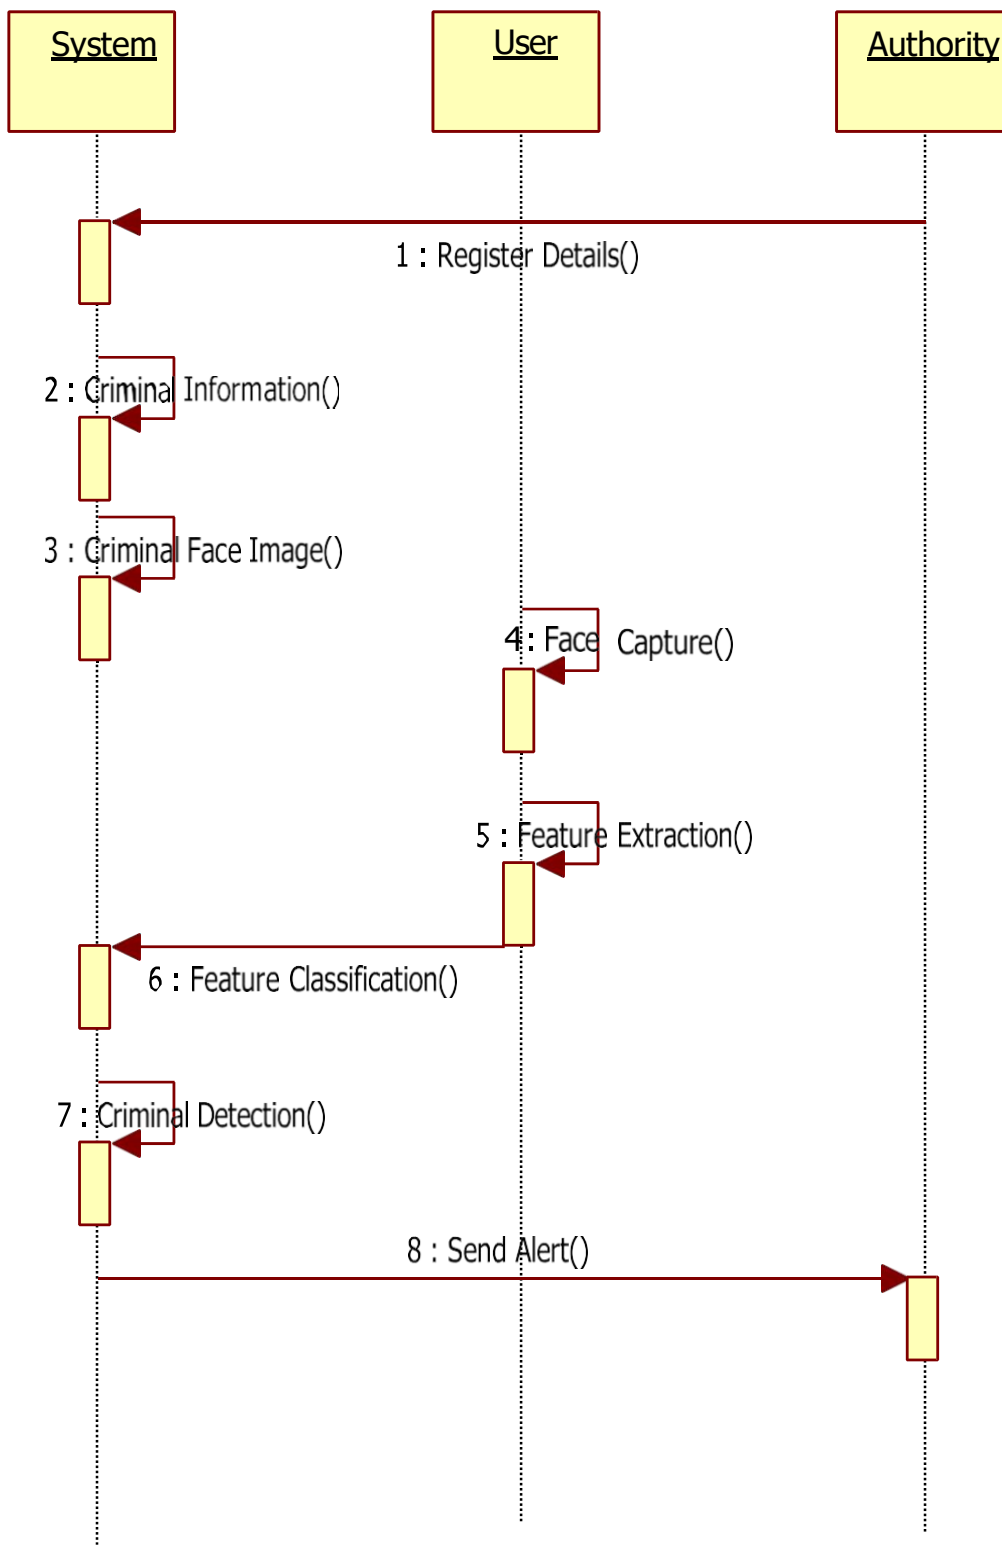 System
User
Authority
1 : Register Details()
2 : Criminal Information()
3 : Criminal Face Image()
4 : Face Capture()
5 : Feature Extraction()
6 : Feature Classification()
7 : Criminal Detection()
8 : Send Alert()